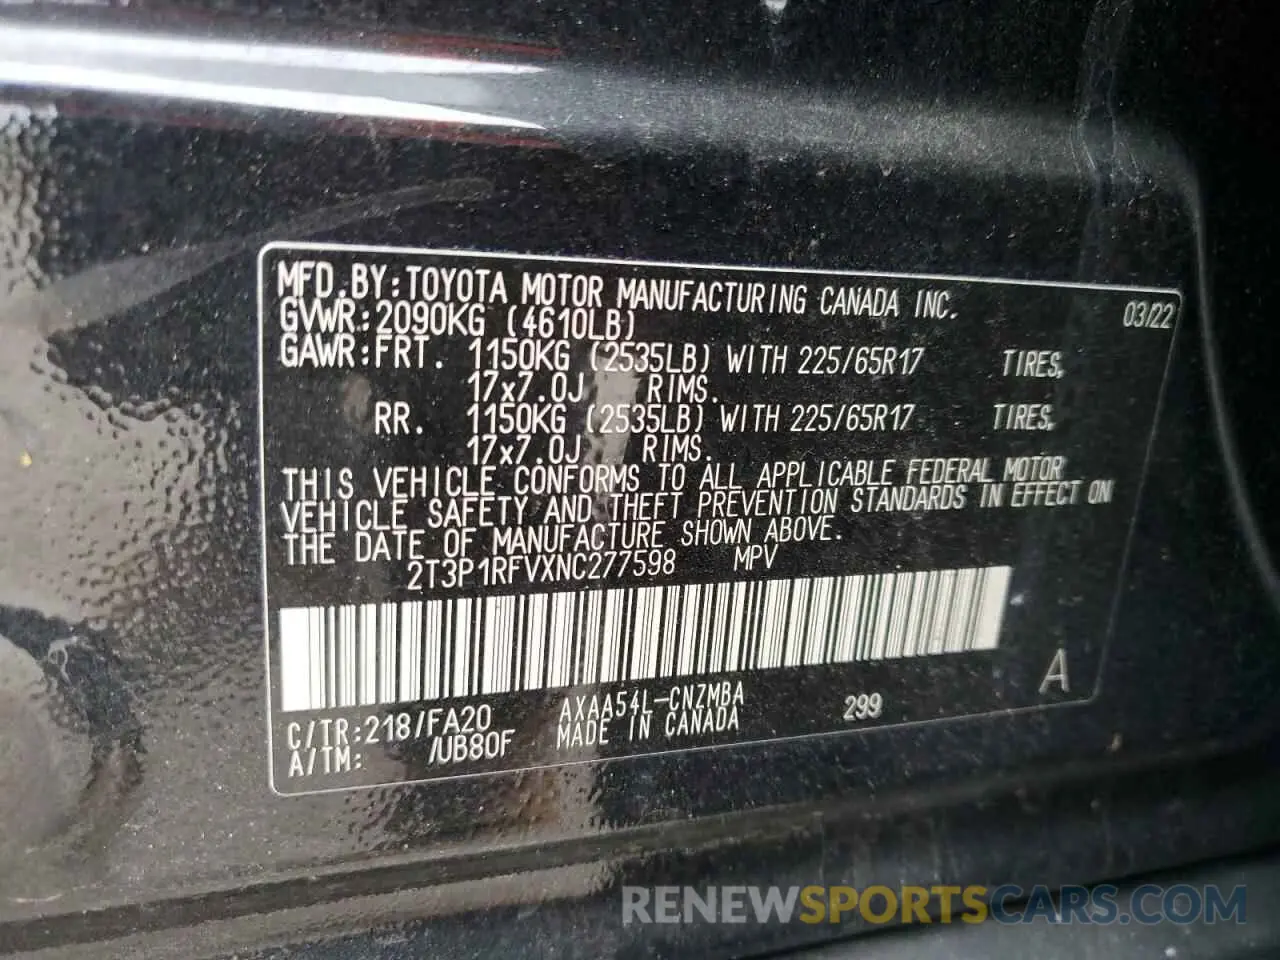 MFD.BY:TOYOTA MOTOR MANUFACTURING CANADA INC. 03/22
GVWR:2090KG (4610LB)
GAWR:FRT. 1150KG (2535LB) WITH 225/65R17 TIRES,
17x7.0J RIMS.
RR. 1150KG (2535LB) WITH 225/65R17 TIRES,
17x7.0J RIMS.
THIS VEHICLE CONFORMS TO ALL APPLICABLE FEDERAL MOTOR
VEHICLE SAFETY AND THEFT PREVENTION STANDARDS IN EFFECT ON
THE DATE OF MANUFACTURE SHOWN ABOVE.
2T3P1RFVXNC277598 MPV
A
C/TR:218/FA20 AXAA54L-CNZMBA 299
A/TM: /UB80F MADE IN CANADA
RENEWSPORTSCARS.COM